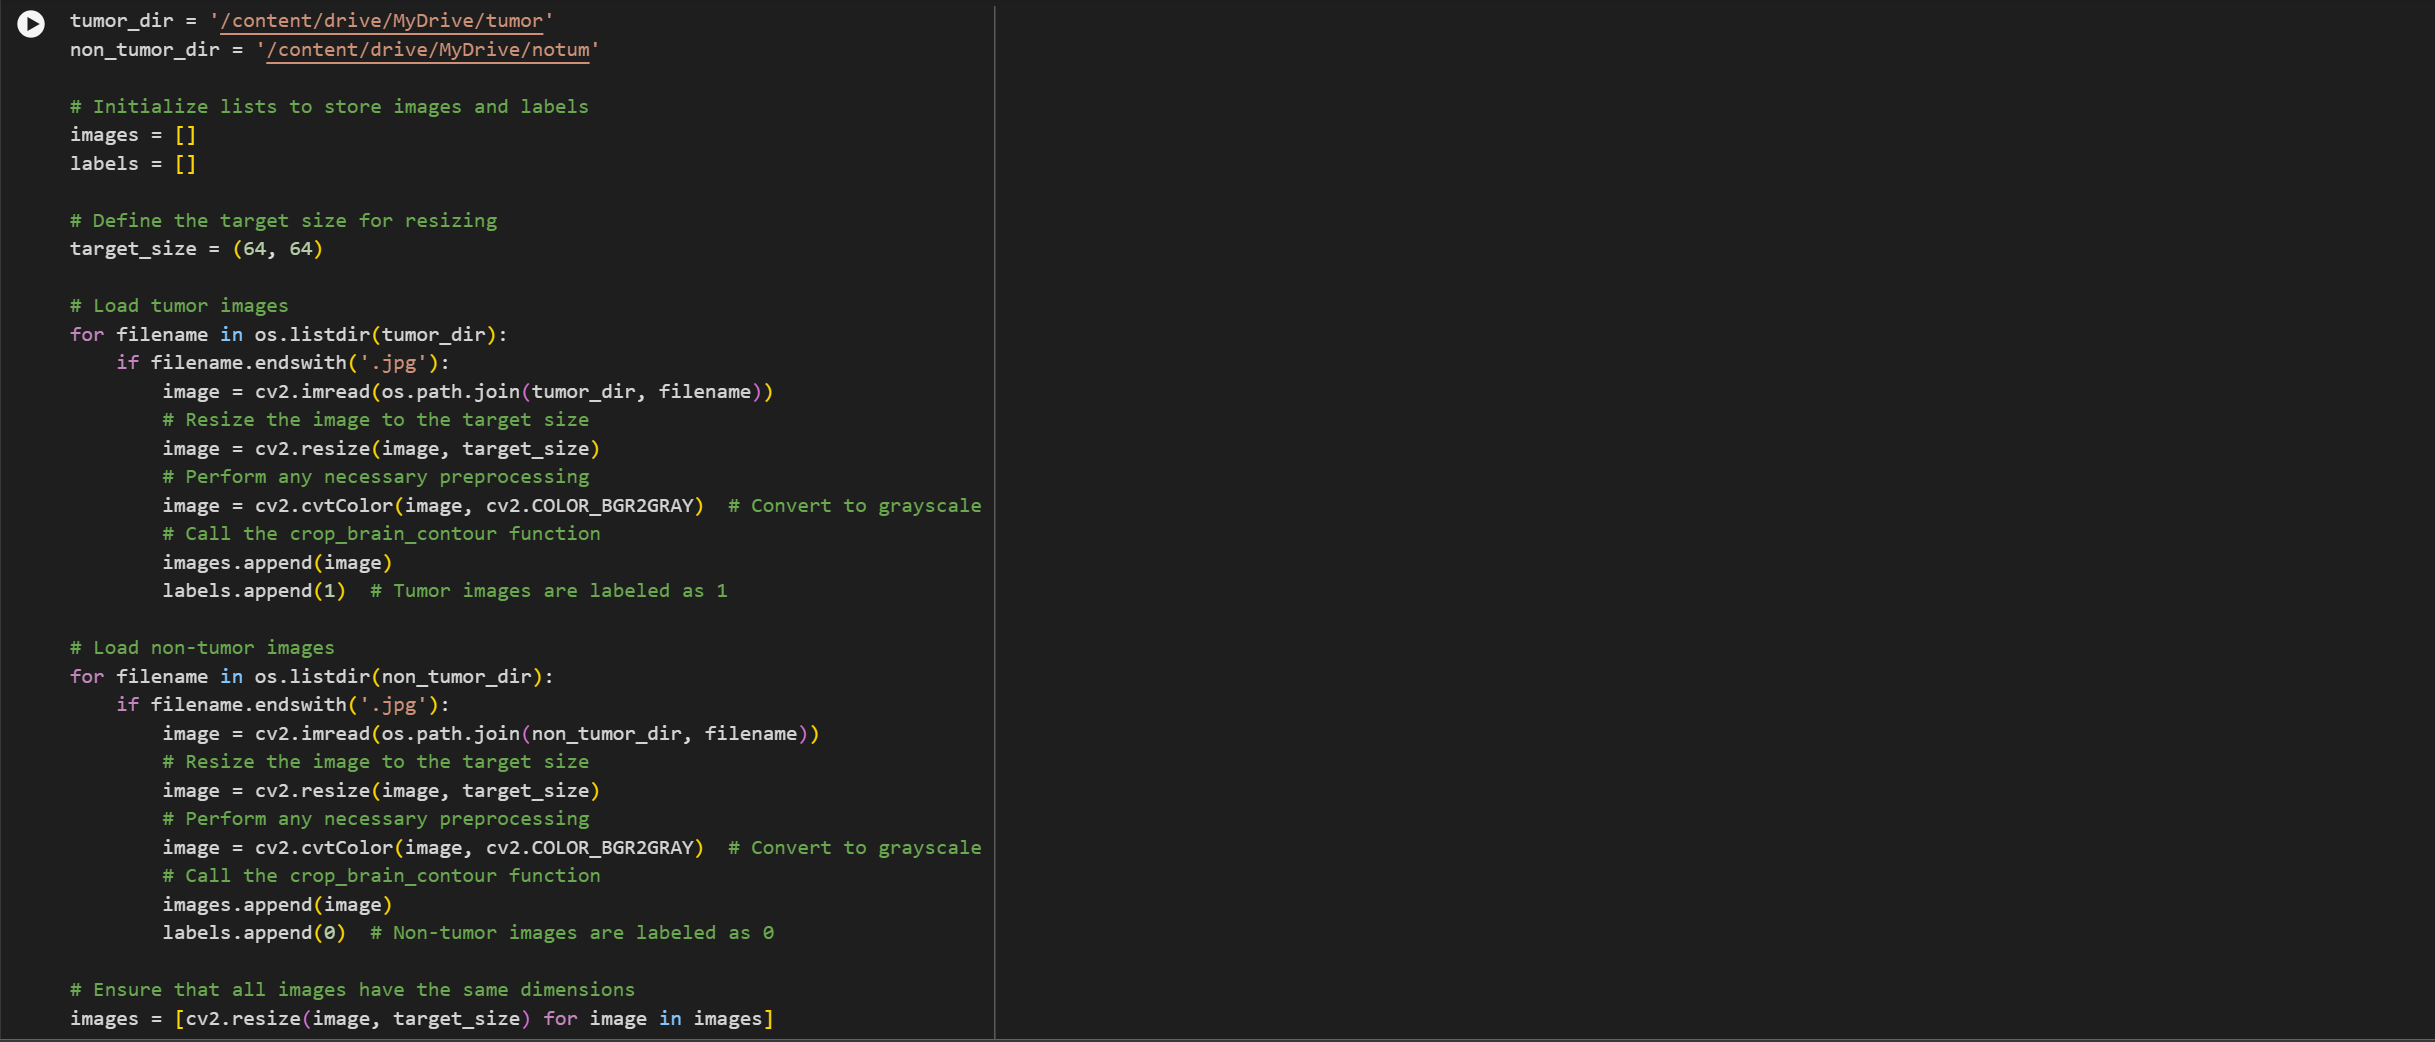 tumor_dir = '/content/drive/MyDrive/tumor'
non_tumor_dir = '/content/drive/MyDrive/notum'

# Initialize lists to store images and labels
images = []
labels = []

# Define the target size for resizing
target_size = (64, 64)

# Load tumor images
for filename in os.listdir(tumor_dir):
    if filename.endswith('.jpg'):
        image = cv2.imread(os.path.join(tumor_dir, filename))
        # Resize the image to the target size
        image = cv2.resize(image, target_size)
        # Perform any necessary preprocessing
        image = cv2.cvtColor(image, cv2.COLOR_BGR2GRAY)  # Convert to grayscale
        # Call the crop_brain_contour function
        images.append(image)
        labels.append(1)  # Tumor images are labeled as 1

# Load non-tumor images
for filename in os.listdir(non_tumor_dir):
    if filename.endswith('.jpg'):
        image = cv2.imread(os.path.join(non_tumor_dir, filename))
        # Resize the image to the target size
        image = cv2.resize(image, target_size)
        # Perform any necessary preprocessing
        image = cv2.cvtColor(image, cv2.COLOR_BGR2GRAY)  # Convert to grayscale
        # Call the crop_brain_contour function
        images.append(image)
        labels.append(0)  # Non-tumor images are labeled as 0

# Ensure that all images have the same dimensions
images = [cv2.resize(image, target_size) for image in images]